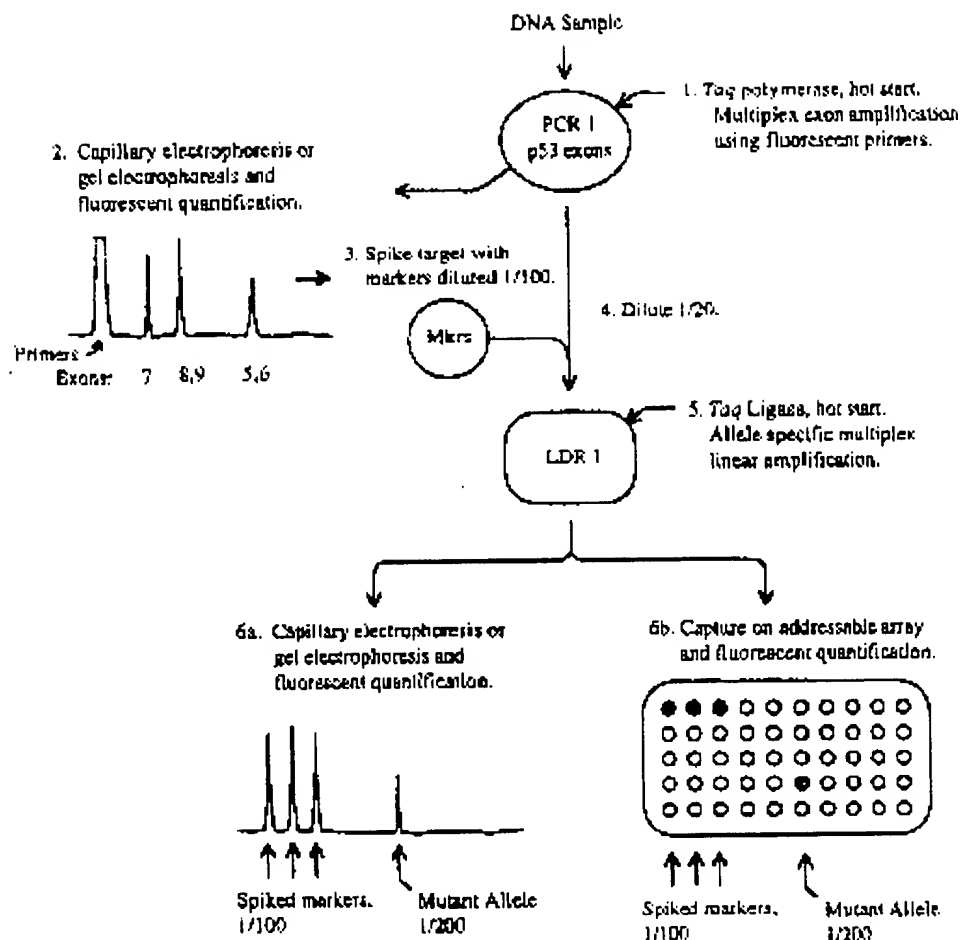 DNA Sample
PCR 1
p53 exons
1. Taq polymerase, hot start.
Multiplex exon amplification
using fluorescent primers.
2. Capillary electrophoresis or
gel electrophoresis and
fluorescent quantification.
3. Spike target with
markers diluted 1/100.
4. Dilute 1/20.
Mkrs
Primers
Exons: 7 8,9 5,6
5. Taq Ligase, hot start.
Allele specific multiplex
linear amplification.
LDR 1
6a. Capillary electrophoresis or
gel electrophoresis and
fluorescent quantification.
6b. Capture on addressable array
and fluorescent quantification.
Spiked markers,
1/100
Mutant Allele
1/200
Spiked markers,
1/100
Mutant Allele
1/200